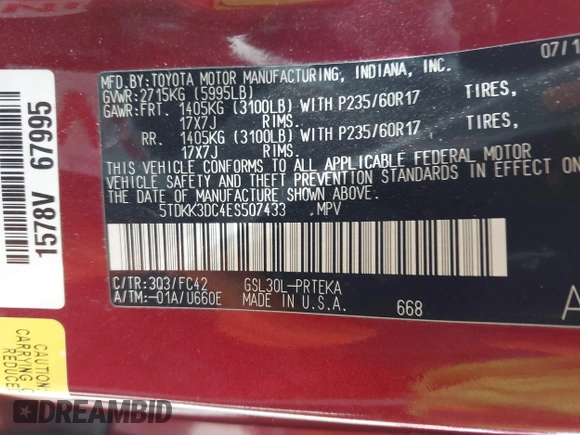 MFD.BY:TOYOTA MOTOR MANUFACTURING, INDIANA, INC. 07/1
GVWR:2715KG (5995LB)
GAWR:FRT. 1405KG (3100LB) WITH P235/60R17 TIRES,
17X7J RIMS.
RR. 1405KG (3100LB) WITH P235/60R17 TIRES,
17X7J RIMS.
THIS VEHICLE CONFORMS TO ALL APPLICABLE FEDERAL MOTOR
VEHICLE SAFETY AND THEFT PREVENTION STANDARDS IN EFFECT ON
THE DATE OF MANUFACTURE SHOWN ABOVE.
5TDKK3DC4ES507433 .MPV
C/TR:3Q3/FC42 GSL30L-PRTEKA
A/TM:-01A/U660E MADE IN U.S.A. 668
A
1578V 67995
CAUTION
CARRYING
REDUCE
DREAMBID